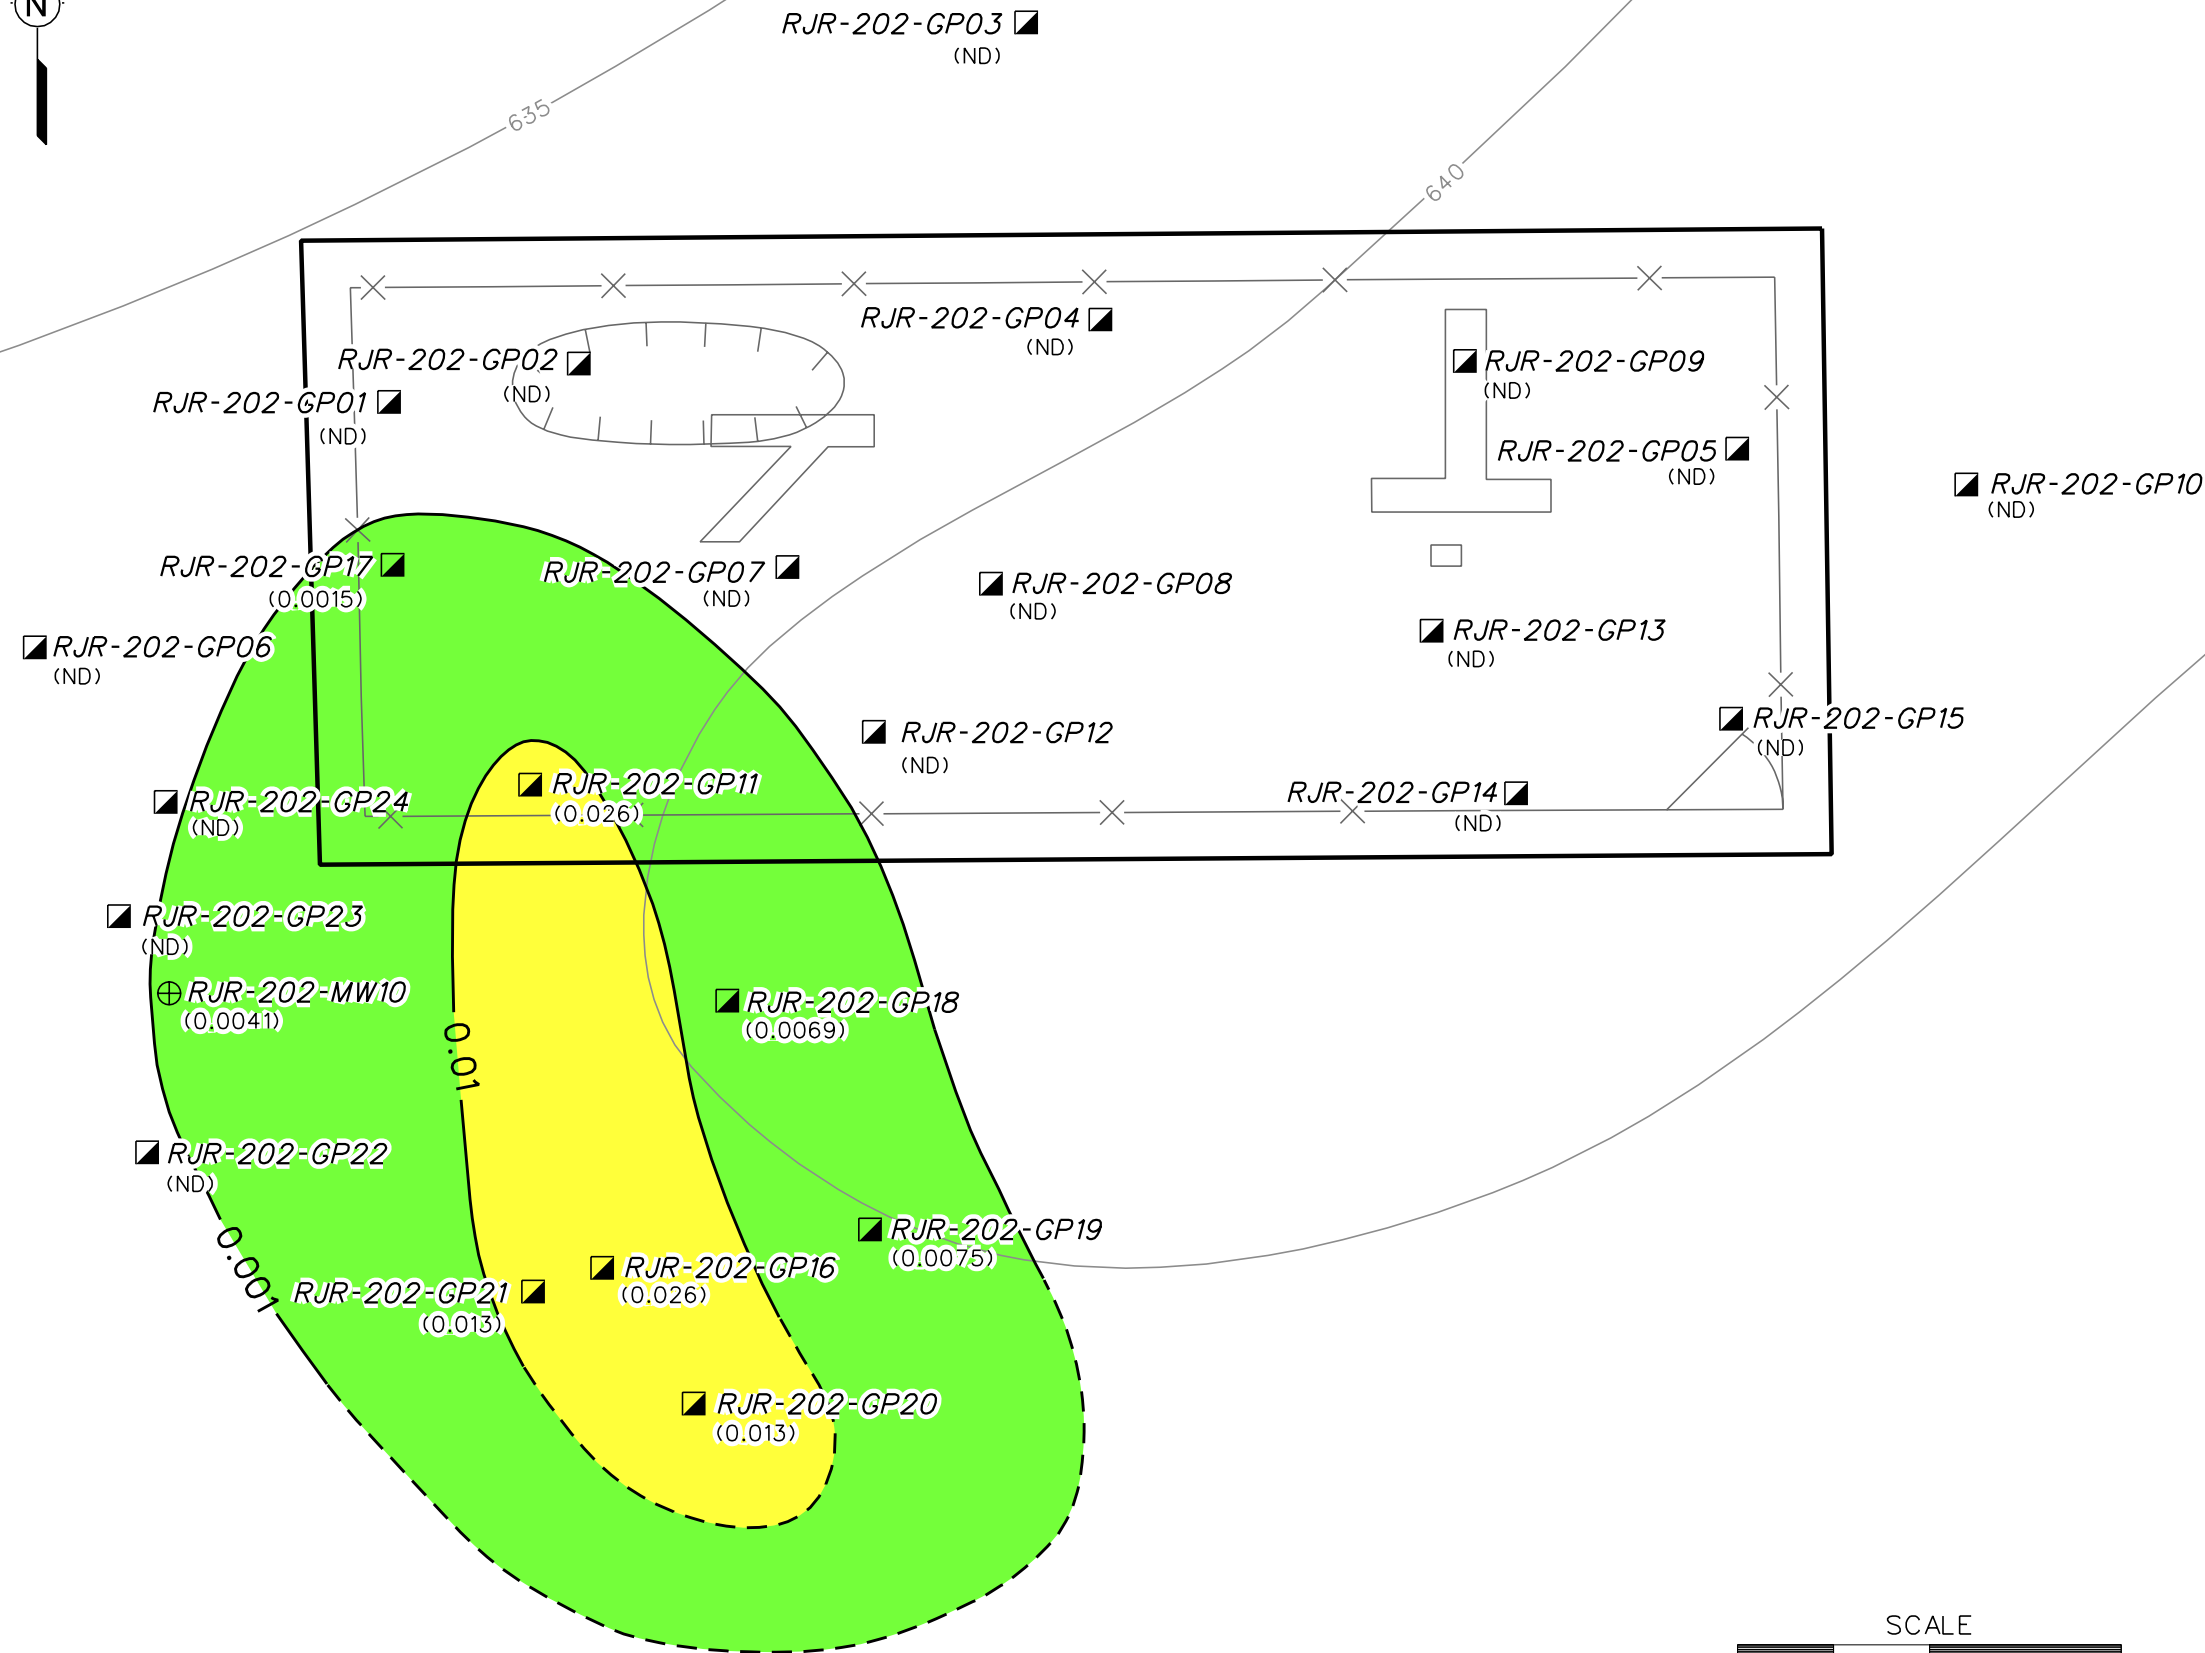 N
RJR-202-GP03
(ND)
635
640
RJR-202-GP04
(ND)
RJR-202-GP02
(ND)
RJR-202-GP09
(ND)
RJR-202-GP01
(ND)
RJR-202-GP05
(ND)
RJR-202-GP10
(ND)
RJR-202-GP17
(0.0015)
RJR-202-GP07
(ND)
RJR-202-GP08
(ND)
RJR-202-GP06
(ND)
RJR-202-GP13
(ND)
RJR-202-GP12
(ND)
RJR-202-GP15
(ND)
RJR-202-GP11
(0.026)
RJR-202-GP14
(ND)
RJR-202-GP24
(ND)
RJR-202-GP23
(ND)
RJR-202-MW10
(0.0041)
RJR-202-GP18
(0.0069)
0.01
RJR-202-GP22
(ND)
RJR-202-GP19
(0.0075)
0.001
RJR-202-GP16
(0.026)
RJR-202-GP21
(0.013)
RJR-202-GP20
(0.013)
SCALE